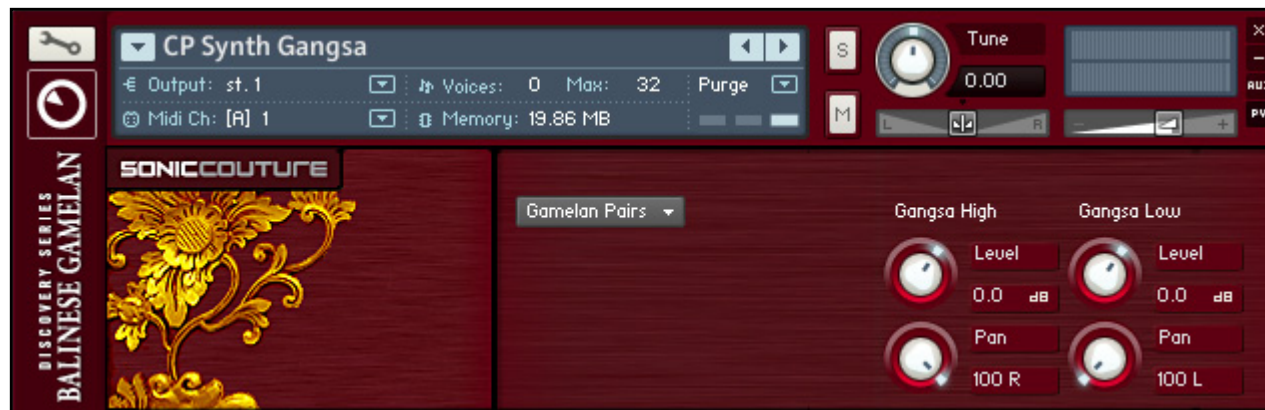 CP Synth Gangsa
Output: st. 1
Voices: 0 Max: 32
Purge
Midi Ch: [A] 1
Memory: 19.86 MB
S
M
Tune
0.00
L
R
-
+
×
-
AUX
PV
SONICCOUTURE
DISCOVERY SERIES
BALINESE GAMELAN
Gamelan Pairs
Gangsa High
Level
0.0 dB
Pan
100 R
Gangsa Low
Level
0.0 dB
Pan
100 L